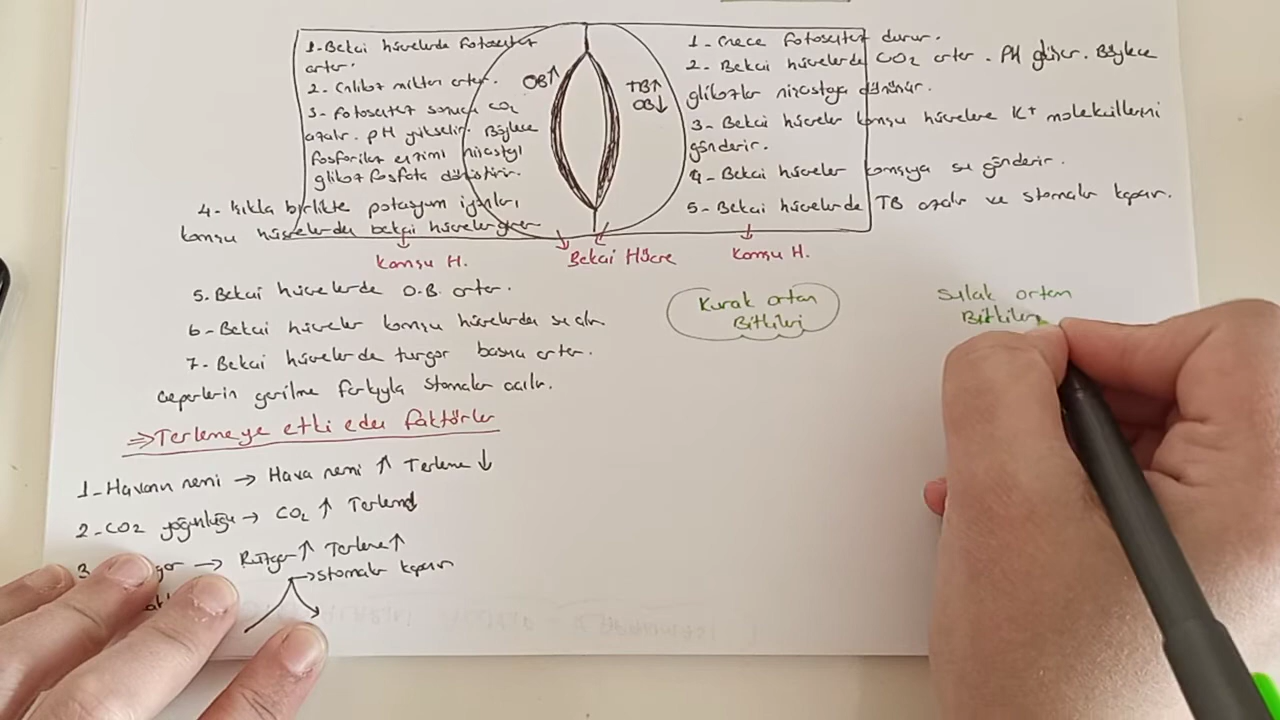 1-Bekçi hücrelerde fotosentez
artar.
2- Glikoz miktarı artar.
3- Fotosentez sonucu CO2
azalır. pH yükselir. Böylece
fosforilaz enzimi nişastayı
glikoz fosfata dönüştürür.
4- Işıkla birlikte potasyum iyonları
komşu hücrelerden bekçi hücrelere girer
OB↑
TB↑
OB↓
1- Gece fotosentez durur.
2- Bekçi hücrelerde CO2 artar. PH düşer. Böylece
glikozlar nişastaya dönüşür.
3- Bekçi hücreler komşu hücrelere K+ moleküllerini
gönderir.
4- Bekçi hücreler komşuya su gönderir.
5- Bekçi hücrelerde TB azalır ve stomalar kapanır.
Komşu H.
Bekçi Hücre
Komşu H.
5. Bekçi hücrelerde O.B. artar.
6- Bekçi hücreler komşu hücrelerden su alır
7- Bekçi hücrelerde turgor basıncı artar.
Çeperlerin gerilme farkıyla stomalar açılır.
Kurak ortam
Bitkileri
Sulak ortam
Bitkileri
⇒Terlemeye etki eden faktörler
1-Havanın nemi → Hava nemi ↑ Terleme ↓
2-CO2 yoğunluğu → CO2 ↑ Terleme↓
3 → Rüzgar↑ Terleme↑
→stomalar kapanır